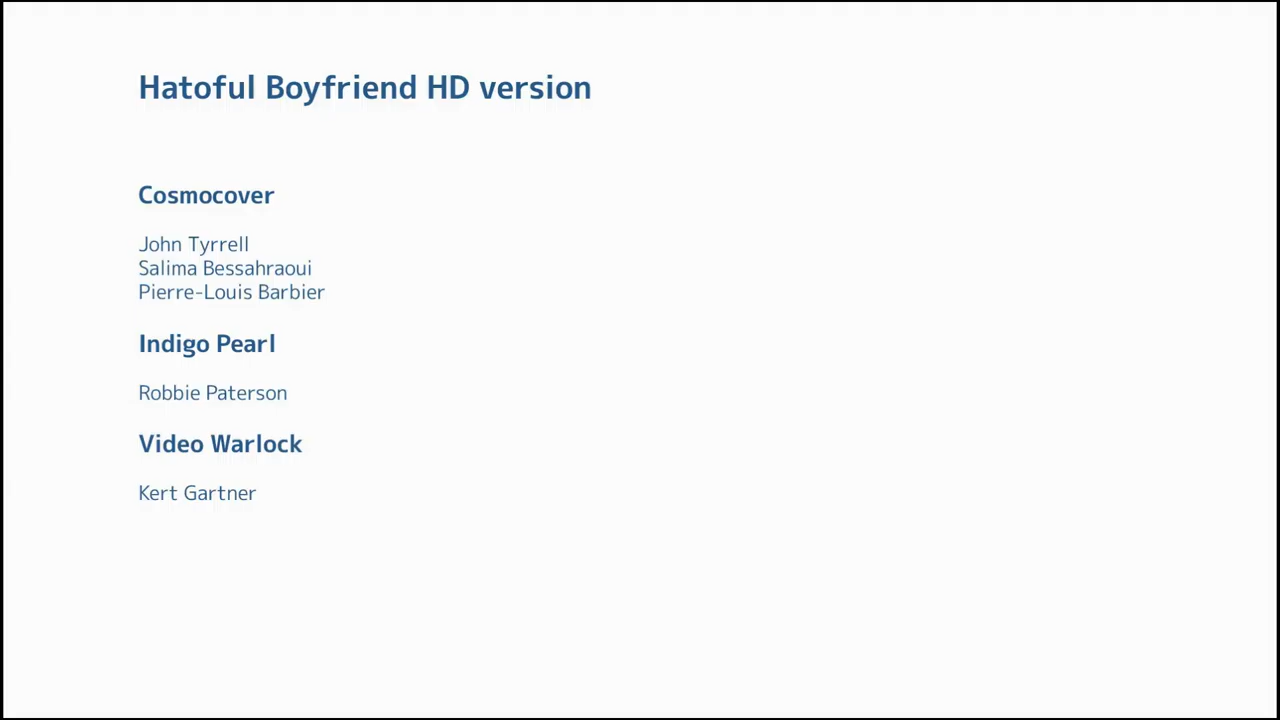 Hatoful Boyfriend HD version
Cosmocover
John Tyrrell
Salima Bessahraoui
Pierre-Louis Barbier
Indigo Pearl
Robbie Paterson
Video Warlock
Kert Gartner